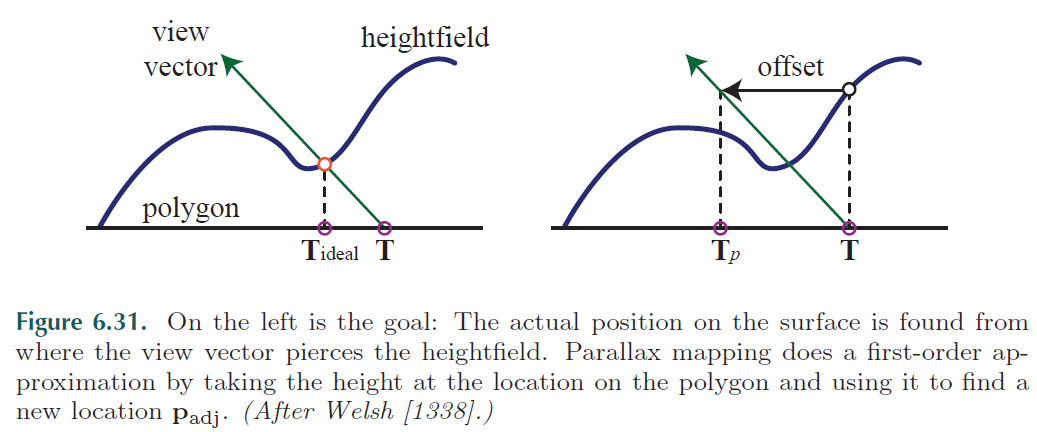 view
vector
heightfield
polygon
Tideal T
offset
Tp T
Figure 6.31. On the left is the goal: The actual position on the surface is found from
where the view vector pierces the heightfield. Parallax mapping does a first-order ap-
proximation by taking the height at the location on the polygon and using it to find a
new location padj. (After Welsh [1338].)